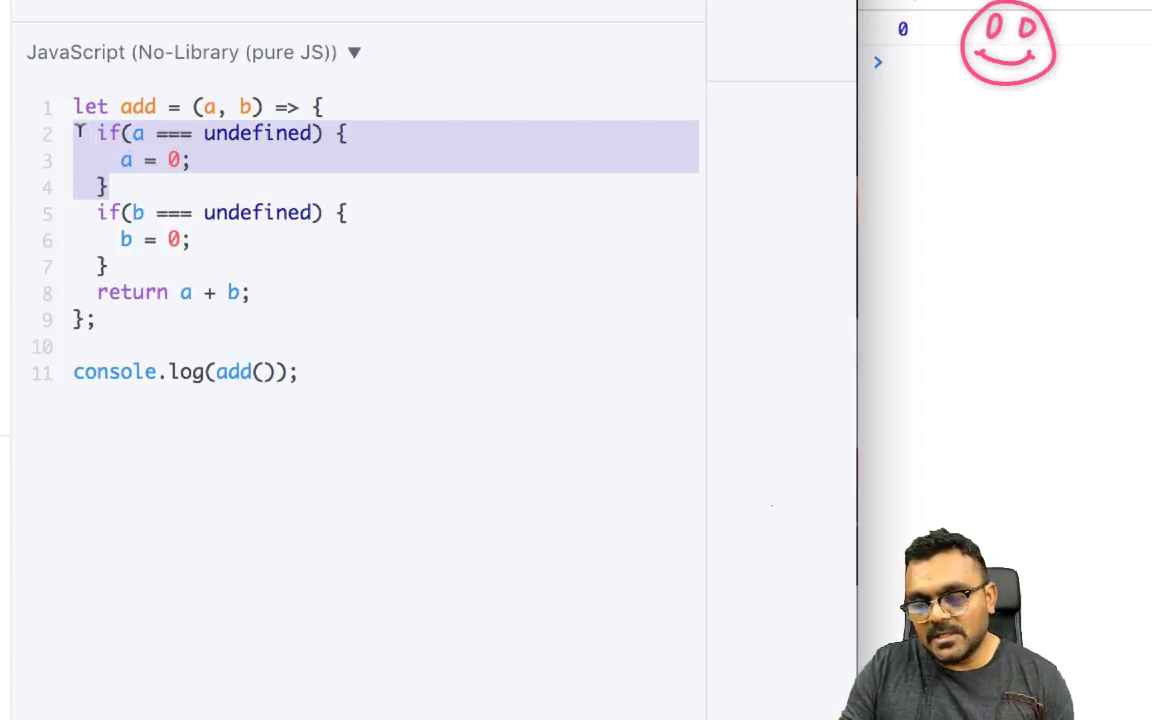 JavaScript (No-Library (pure JS)) ▼
1 let add = (a, b) => {
2 if(a === undefined) {
3 a = 0;
4 }
5 if(b === undefined) {
6 b = 0;
7 }
8 return a + b;
9 };
10
11 console.log(add());
0
>